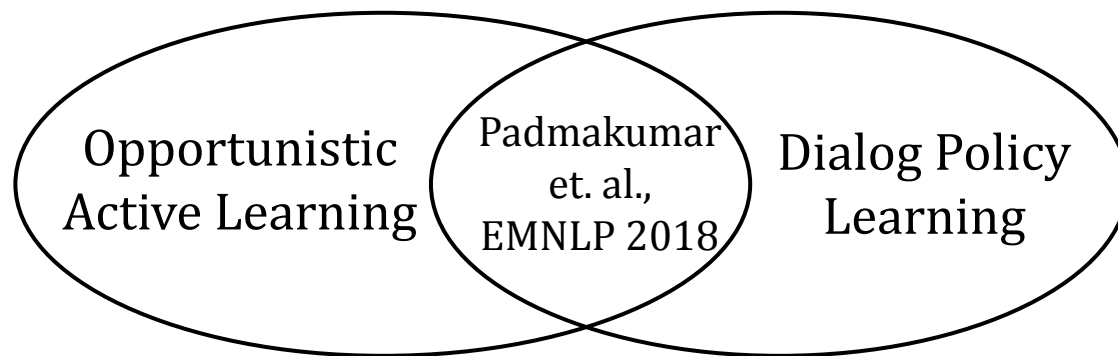 Opportunistic
Active Learning
Padmakumar
et. al.,
EMNLP 2018
Dialog Policy
Learning